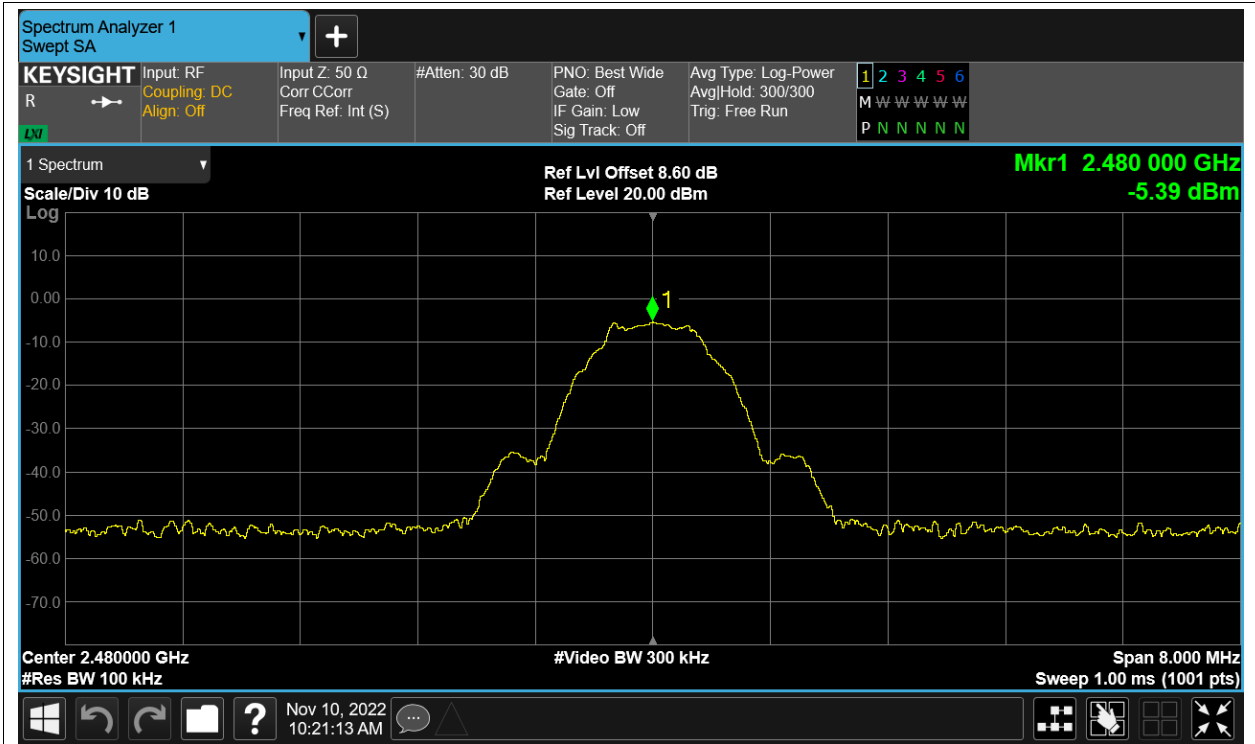 Spectrum Analyzer 1
Swept SA
KEYSIGHT
R
LXI
Input: RF
Coupling: DC
Align: Off
Input Z: 50 Ω
Corr CCorr
Freq Ref: Int (S)
#Atten: 30 dB
PNO: Best Wide
Gate: Off
IF Gain: Low
Sig Track: Off
Avg Type: Log-Power
Avg|Hold: 300/300
Trig: Free Run
1 2 3 4 5 6
M W W W W W
P N N N N N
1 Spectrum
Scale/Div 10 dB
Log
Ref Lvl Offset 8.60 dB
Ref Level 20.00 dBm
Mkr1 2.480 000 GHz
-5.39 dBm
10.0
0.00
1
-10.0
-20.0
-30.0
-40.0
-50.0
-60.0
-70.0
Center 2.480000 GHz
#Res BW 100 kHz
#Video BW 300 kHz
Span 8.000 MHz
Sweep 1.00 ms (1001 pts)
?
Nov 10, 2022
10:21:13 AM